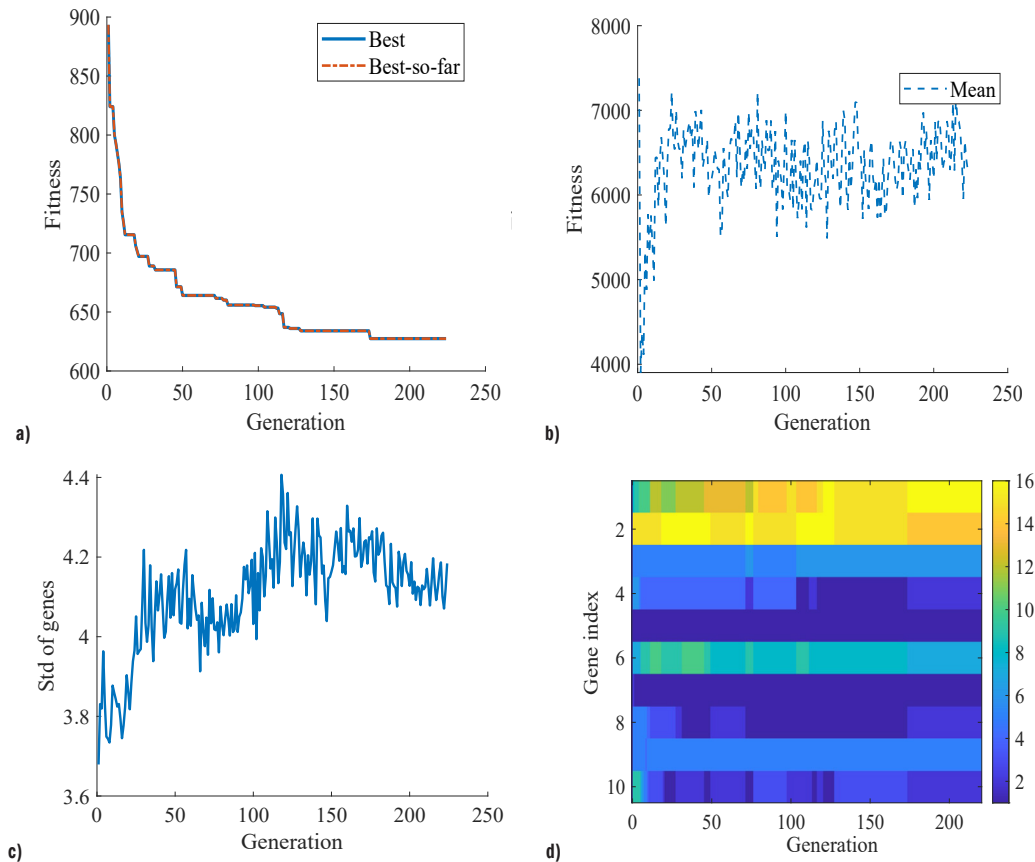 900
850
800
750
700
650
600
Fitness
Best
Best-so-far
0 50 100 150 200 250
Generation
a)
8000
7000
6000
5000
4000
Fitness
Mean
0 50 100 150 200 250
Generation
b)
4.4
4.2
4
3.8
3.6
Std of genes
0 50 100 150 200 250
Generation
c)
2
4
6
8
10
Gene index
0 50 100 150 200
Generation
16
14
12
10
8
6
4
2
d)